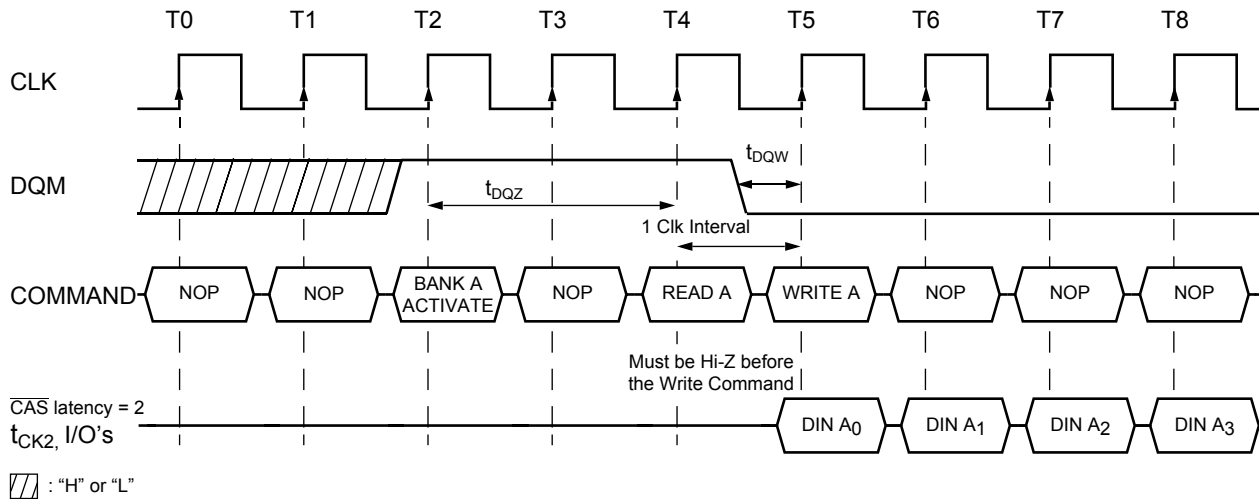 T0 T1 T2 T3 T4 T5 T6 T7 T8
CLK
DQM
tDQW
tDQZ
1 Clk Interval
COMMAND
NOP NOP BANK A ACTIVATE NOP READ A WRITE A NOP NOP NOP
Must be Hi-Z before
the Write Command
CAS latency = 2
tCK2, I/O's
DIN A0 DIN A1 DIN A2 DIN A3
: “H” or “L”